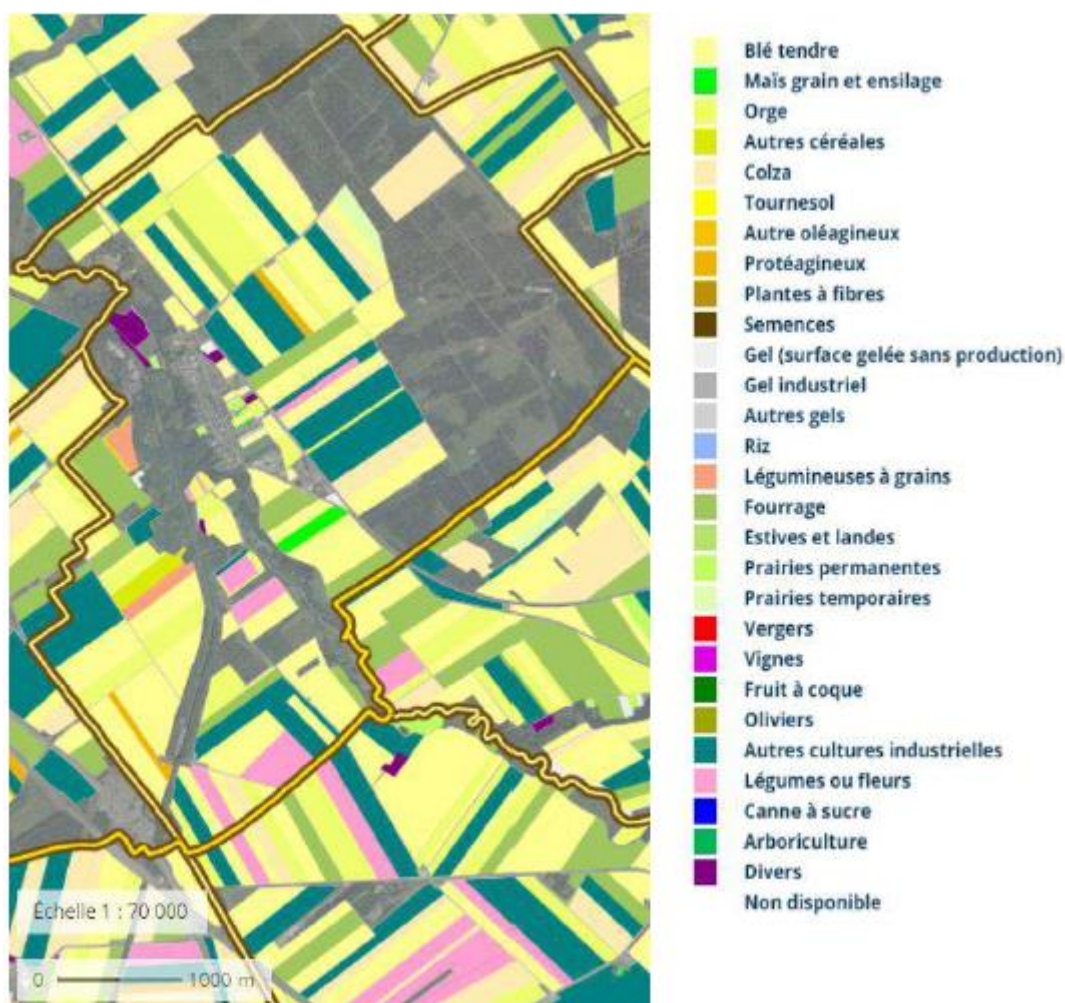 Blé tendre
Maïs grain et ensilage
Orge
Autres céréales
Colza
Tournesol
Autre oléagineux
Protéagineux
Plantes à fibres
Semences
Gel (surface gelée sans production)
Gel industriel
Autres gels
Riz
Légumineuses à grains
Fourrage
Estives et landes
Prairies permanentes
Prairies temporaires
Vergers
Vignes
Fruit à coque
Oliviers
Autres cultures industrielles
Légumes ou fleurs
Canne à sucre
Arboriculture
Divers
Non disponible
Échelle 1 : 70 000
0 1000 m